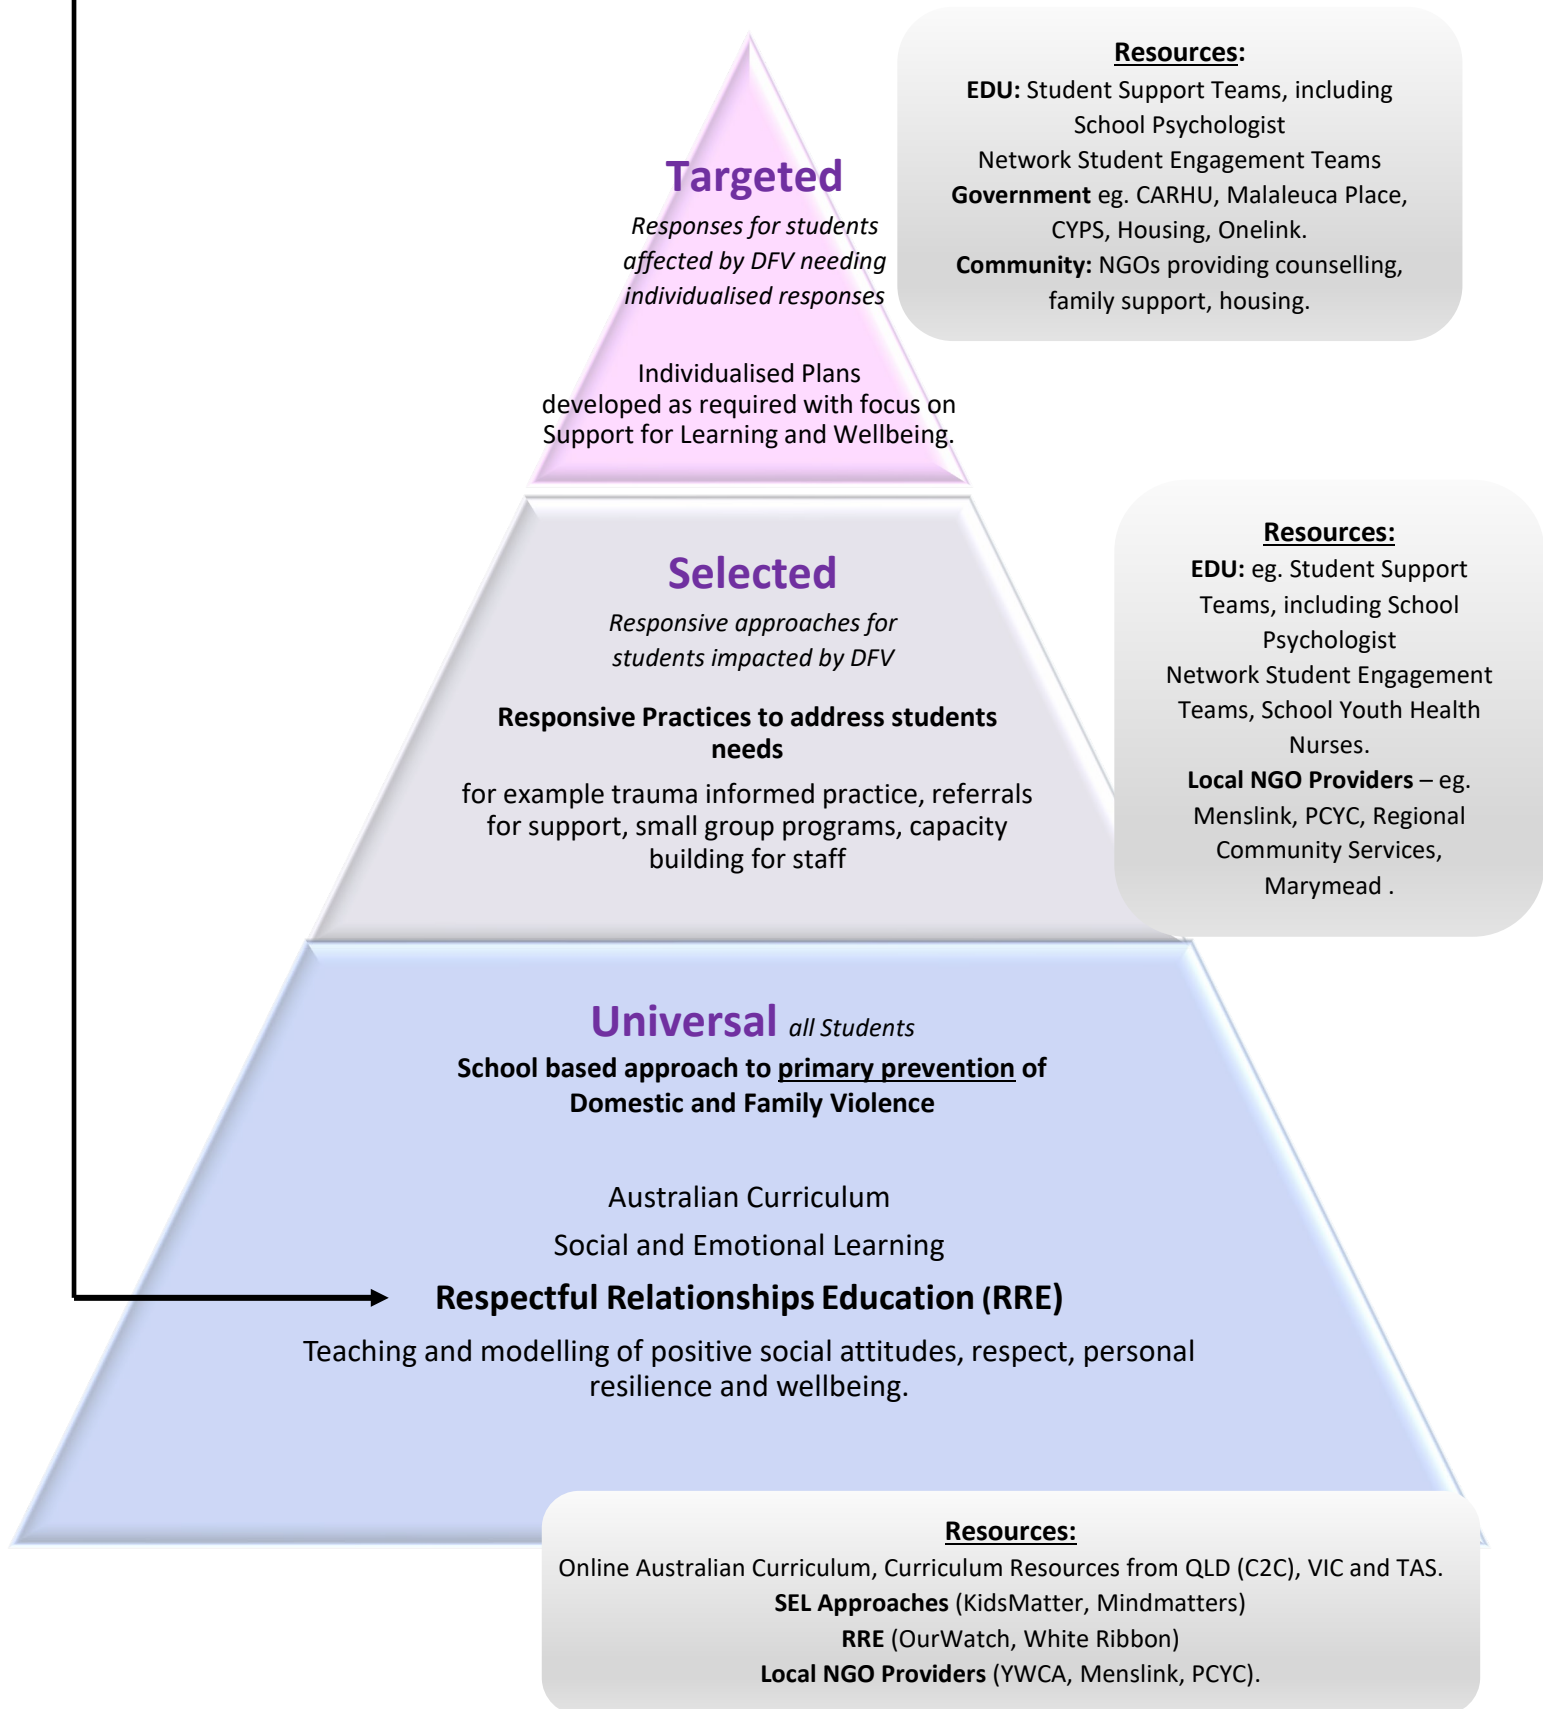 Resources:
EDU: Student Support Teams, including
School Psychologist
Network Student Engagement Teams
Government eg. CARHU, Malaleuca Place,
CYPS, Housing, Onelink.
Community: NGOs providing counselling,
family support, housing.
Targeted
Responses for students
affected by DFV needing
individualised responses
Individualised Plans
developed as required with focus on
Support for Learning and Wellbeing.
Resources:
EDU: eg. Student Support
Teams, including School
Psychologist
Network Student Engagement
Teams, School Youth Health
Nurses.
Local NGO Providers – eg.
Menslink, PCYC, Regional
Community Services,
Marymead .
Selected
Responsive approaches for
students impacted by DFV
Responsive Practices to address students
needs
for example trauma informed practice, referrals
for support, small group programs, capacity
building for staff
Universal all Students
School based approach to primary prevention of
Domestic and Family Violence
Australian Curriculum
Social and Emotional Learning
Respectful Relationships Education (RRE)
Teaching and modelling of positive social attitudes, respect, personal
resilience and wellbeing.
Resources:
Online Australian Curriculum, Curriculum Resources from QLD (C2C), VIC and TAS.
SEL Approaches (KidsMatter, Mindmatters)
RRE (OurWatch, White Ribbon)
Local NGO Providers (YWCA, Menslink, PCYC).